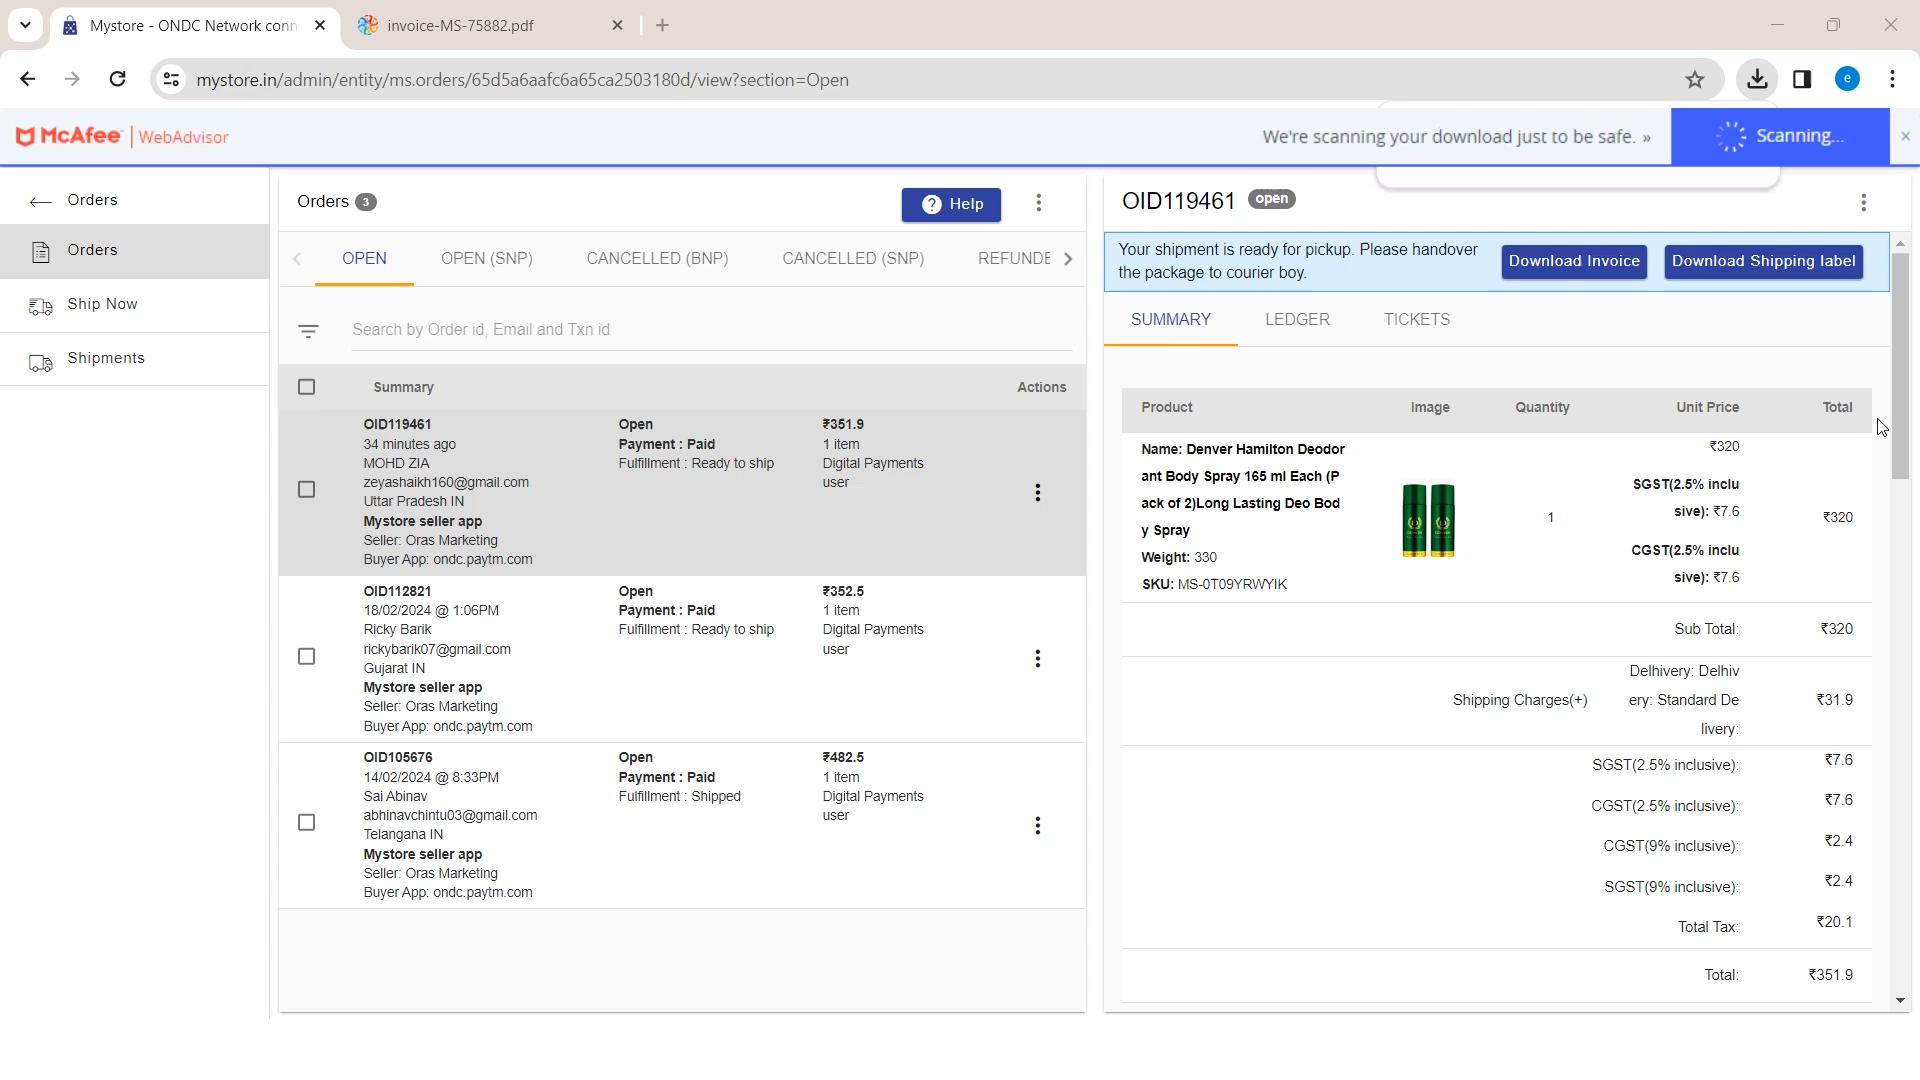 Mystore - ONDC Network conn
invoice-MS-75882.pdf
mystore.in/admin/entity/ms.orders/65d5a6aafc6a65ca2503180d/view?section=Open
e
McAfee | WebAdvisor
We're scanning your download just to be safe. »
Scanning...
Orders
Orders
Ship Now
Shipments
Orders 3
Help
OPEN
OPEN (SNP)
CANCELLED (BNP)
CANCELLED (SNP)
REFUNDE
Search by Order id, Email and Txn id
Summary
Actions
OID119461
34 minutes ago
MOHD ZIA
zeyashaikh160@gmail.com
Uttar Pradesh IN
Mystore seller app
Seller: Oras Marketing
Buyer App: ondc.paytm.com
Open
Payment : Paid
Fulfillment : Ready to ship
₹351.9
1 item
Digital Payments
user
OID112821
18/02/2024 @ 1:06PM
Ricky Barik
rickybarik07@gmail.com
Gujarat IN
Mystore seller app
Seller: Oras Marketing
Buyer App: ondc.paytm.com
Open
Payment : Paid
Fulfillment : Ready to ship
₹352.5
1 item
Digital Payments
user
OID105676
14/02/2024 @ 8:33PM
Sai Abinav
abhinavchintu03@gmail.com
Telangana IN
Mystore seller app
Seller: Oras Marketing
Buyer App: ondc.paytm.com
Open
Payment : Paid
Fulfillment : Shipped
₹482.5
1 item
Digital Payments
user
OID119461 open
Your shipment is ready for pickup. Please handover
the package to courier boy.
Download Invoice
Download Shipping label
SUMMARY
LEDGER
TICKETS
Product
Image
Quantity
Unit Price
Total
Name: Denver Hamilton Deodor
ant Body Spray 165 ml Each (P
ack of 2)Long Lasting Deo Bod
y Spray
Weight: 330
SKU: MS-0T09YRWYIK
1
₹320
SGST(2.5% inclu
sive): ₹7.6
CGST(2.5% inclu
sive): ₹7.6
₹320
Sub Total: ₹320
Shipping Charges(+)
Delhivery: Delhiv
ery: Standard De
livery:
₹31.9
SGST(2.5% inclusive): ₹7.6
CGST(2.5% inclusive): ₹7.6
CGST(9% inclusive): ₹2.4
SGST(9% inclusive): ₹2.4
Total Tax: ₹20.1
Total: ₹351.9